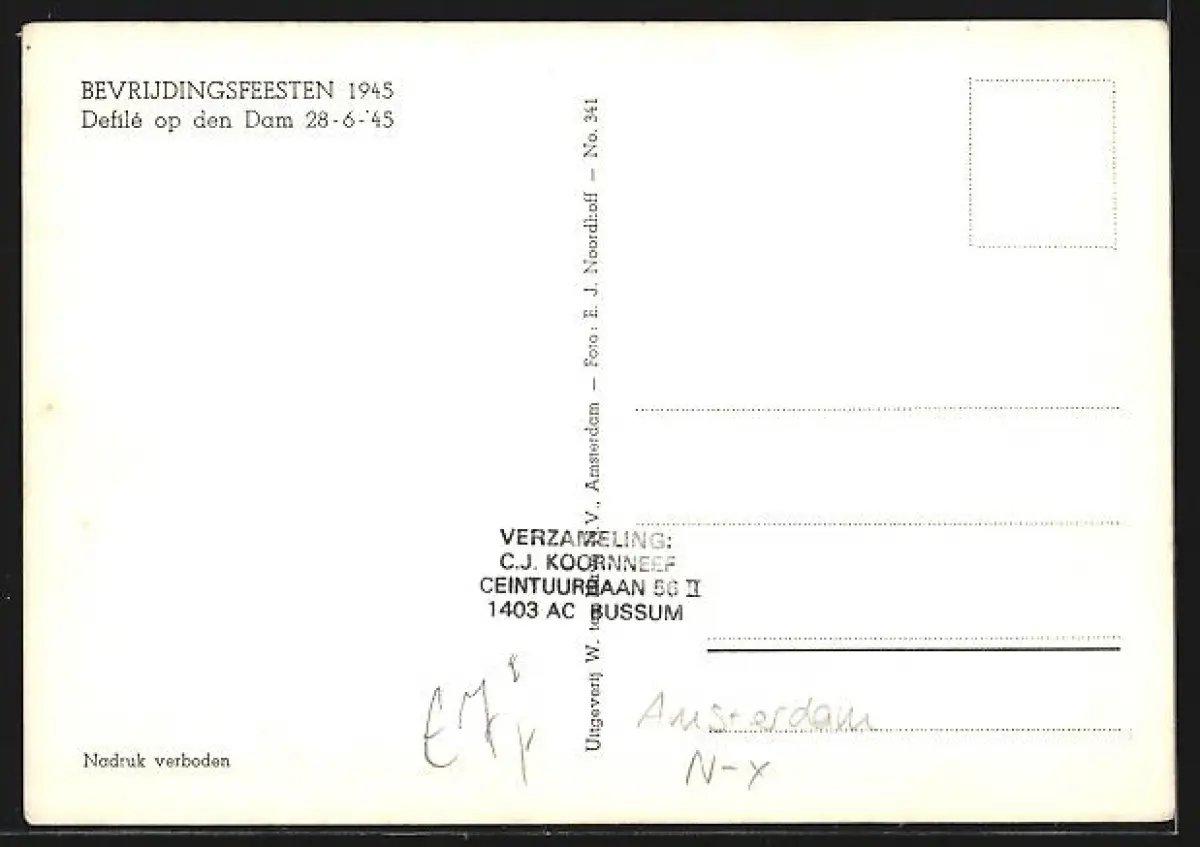 BEVRIJDINGSFEESTEN 1945
Defilé op den Dam 28-6-'45
Uitgeverij W. V., Amsterdam — Foto: E. J. Noordhoff — No. 341
VERZAMELING:
C.J. KOORNNEEF
CEINTUURBAAN 56 II
1403 AC BUSSUM
Amsterdam
N-x
Nadruk verboden